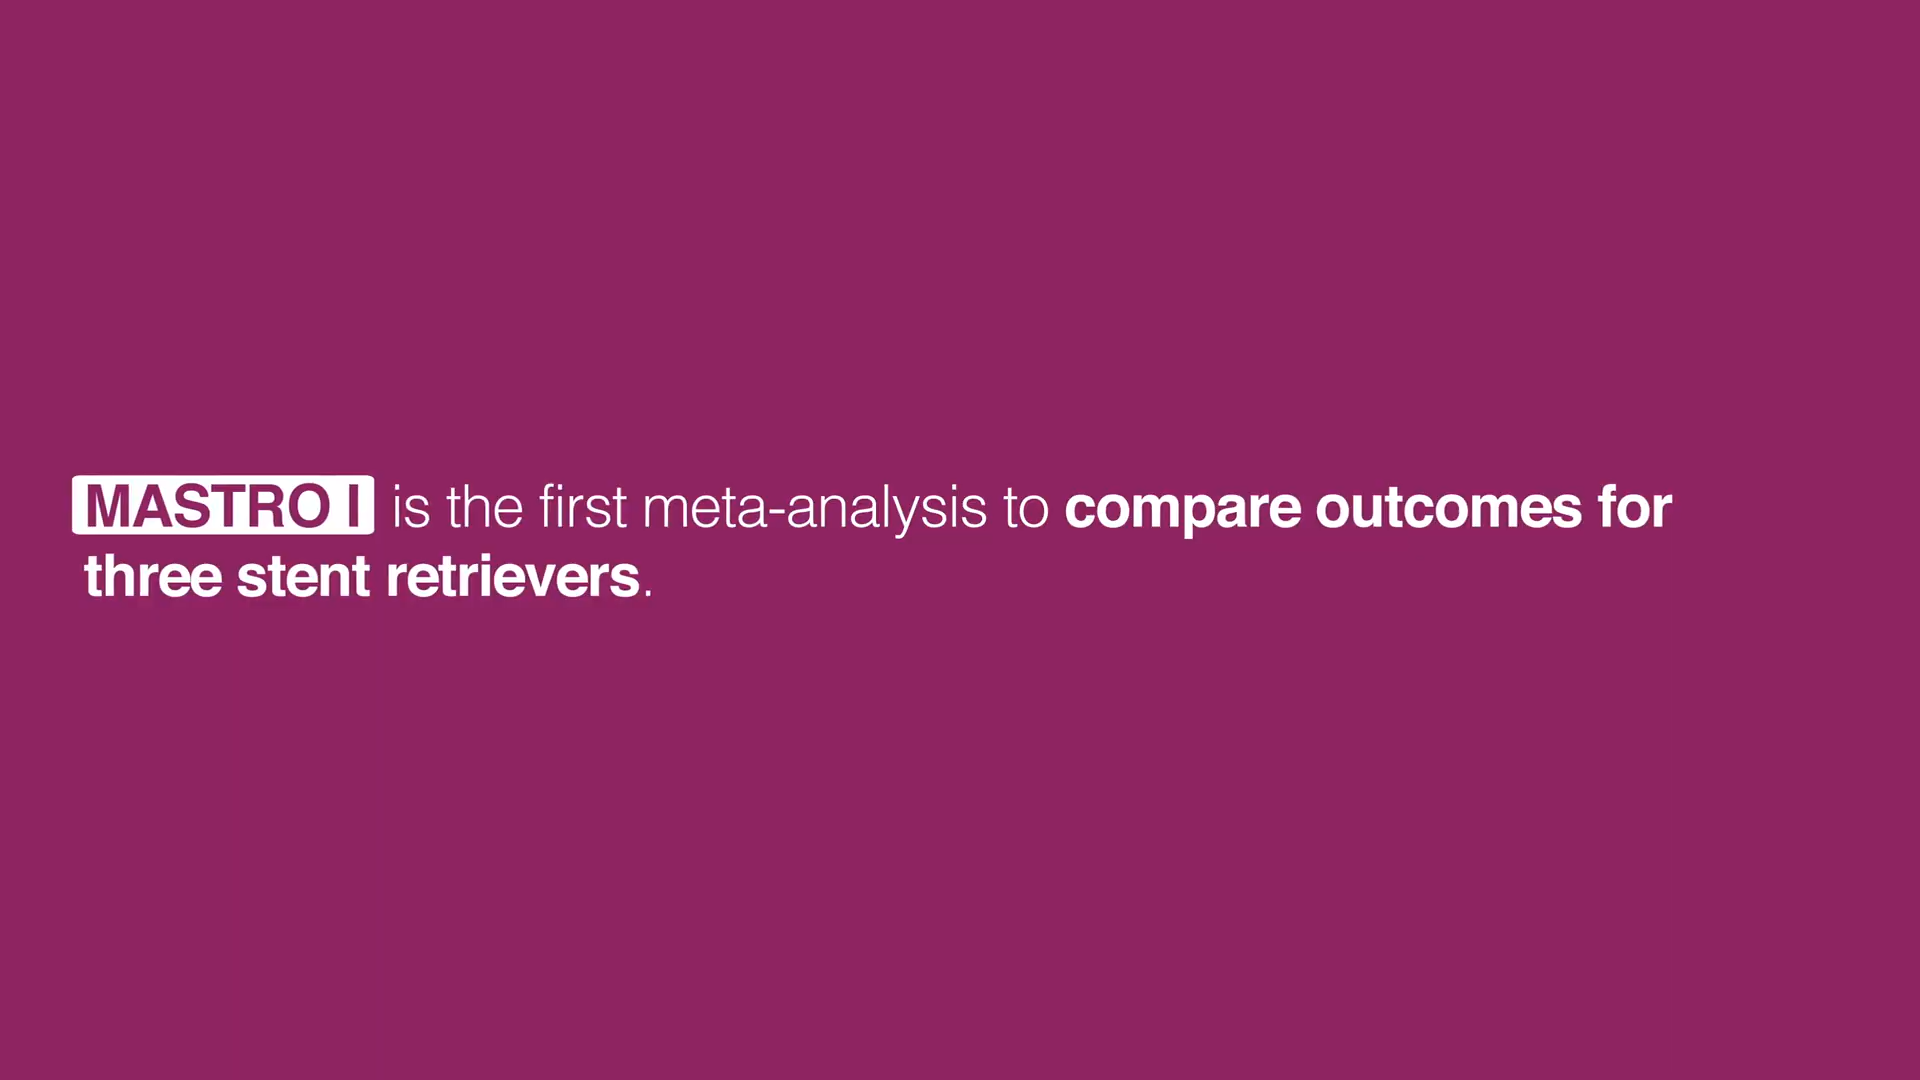 MASTRO I is the first meta-analysis to compare outcomes for
three stent retrievers.